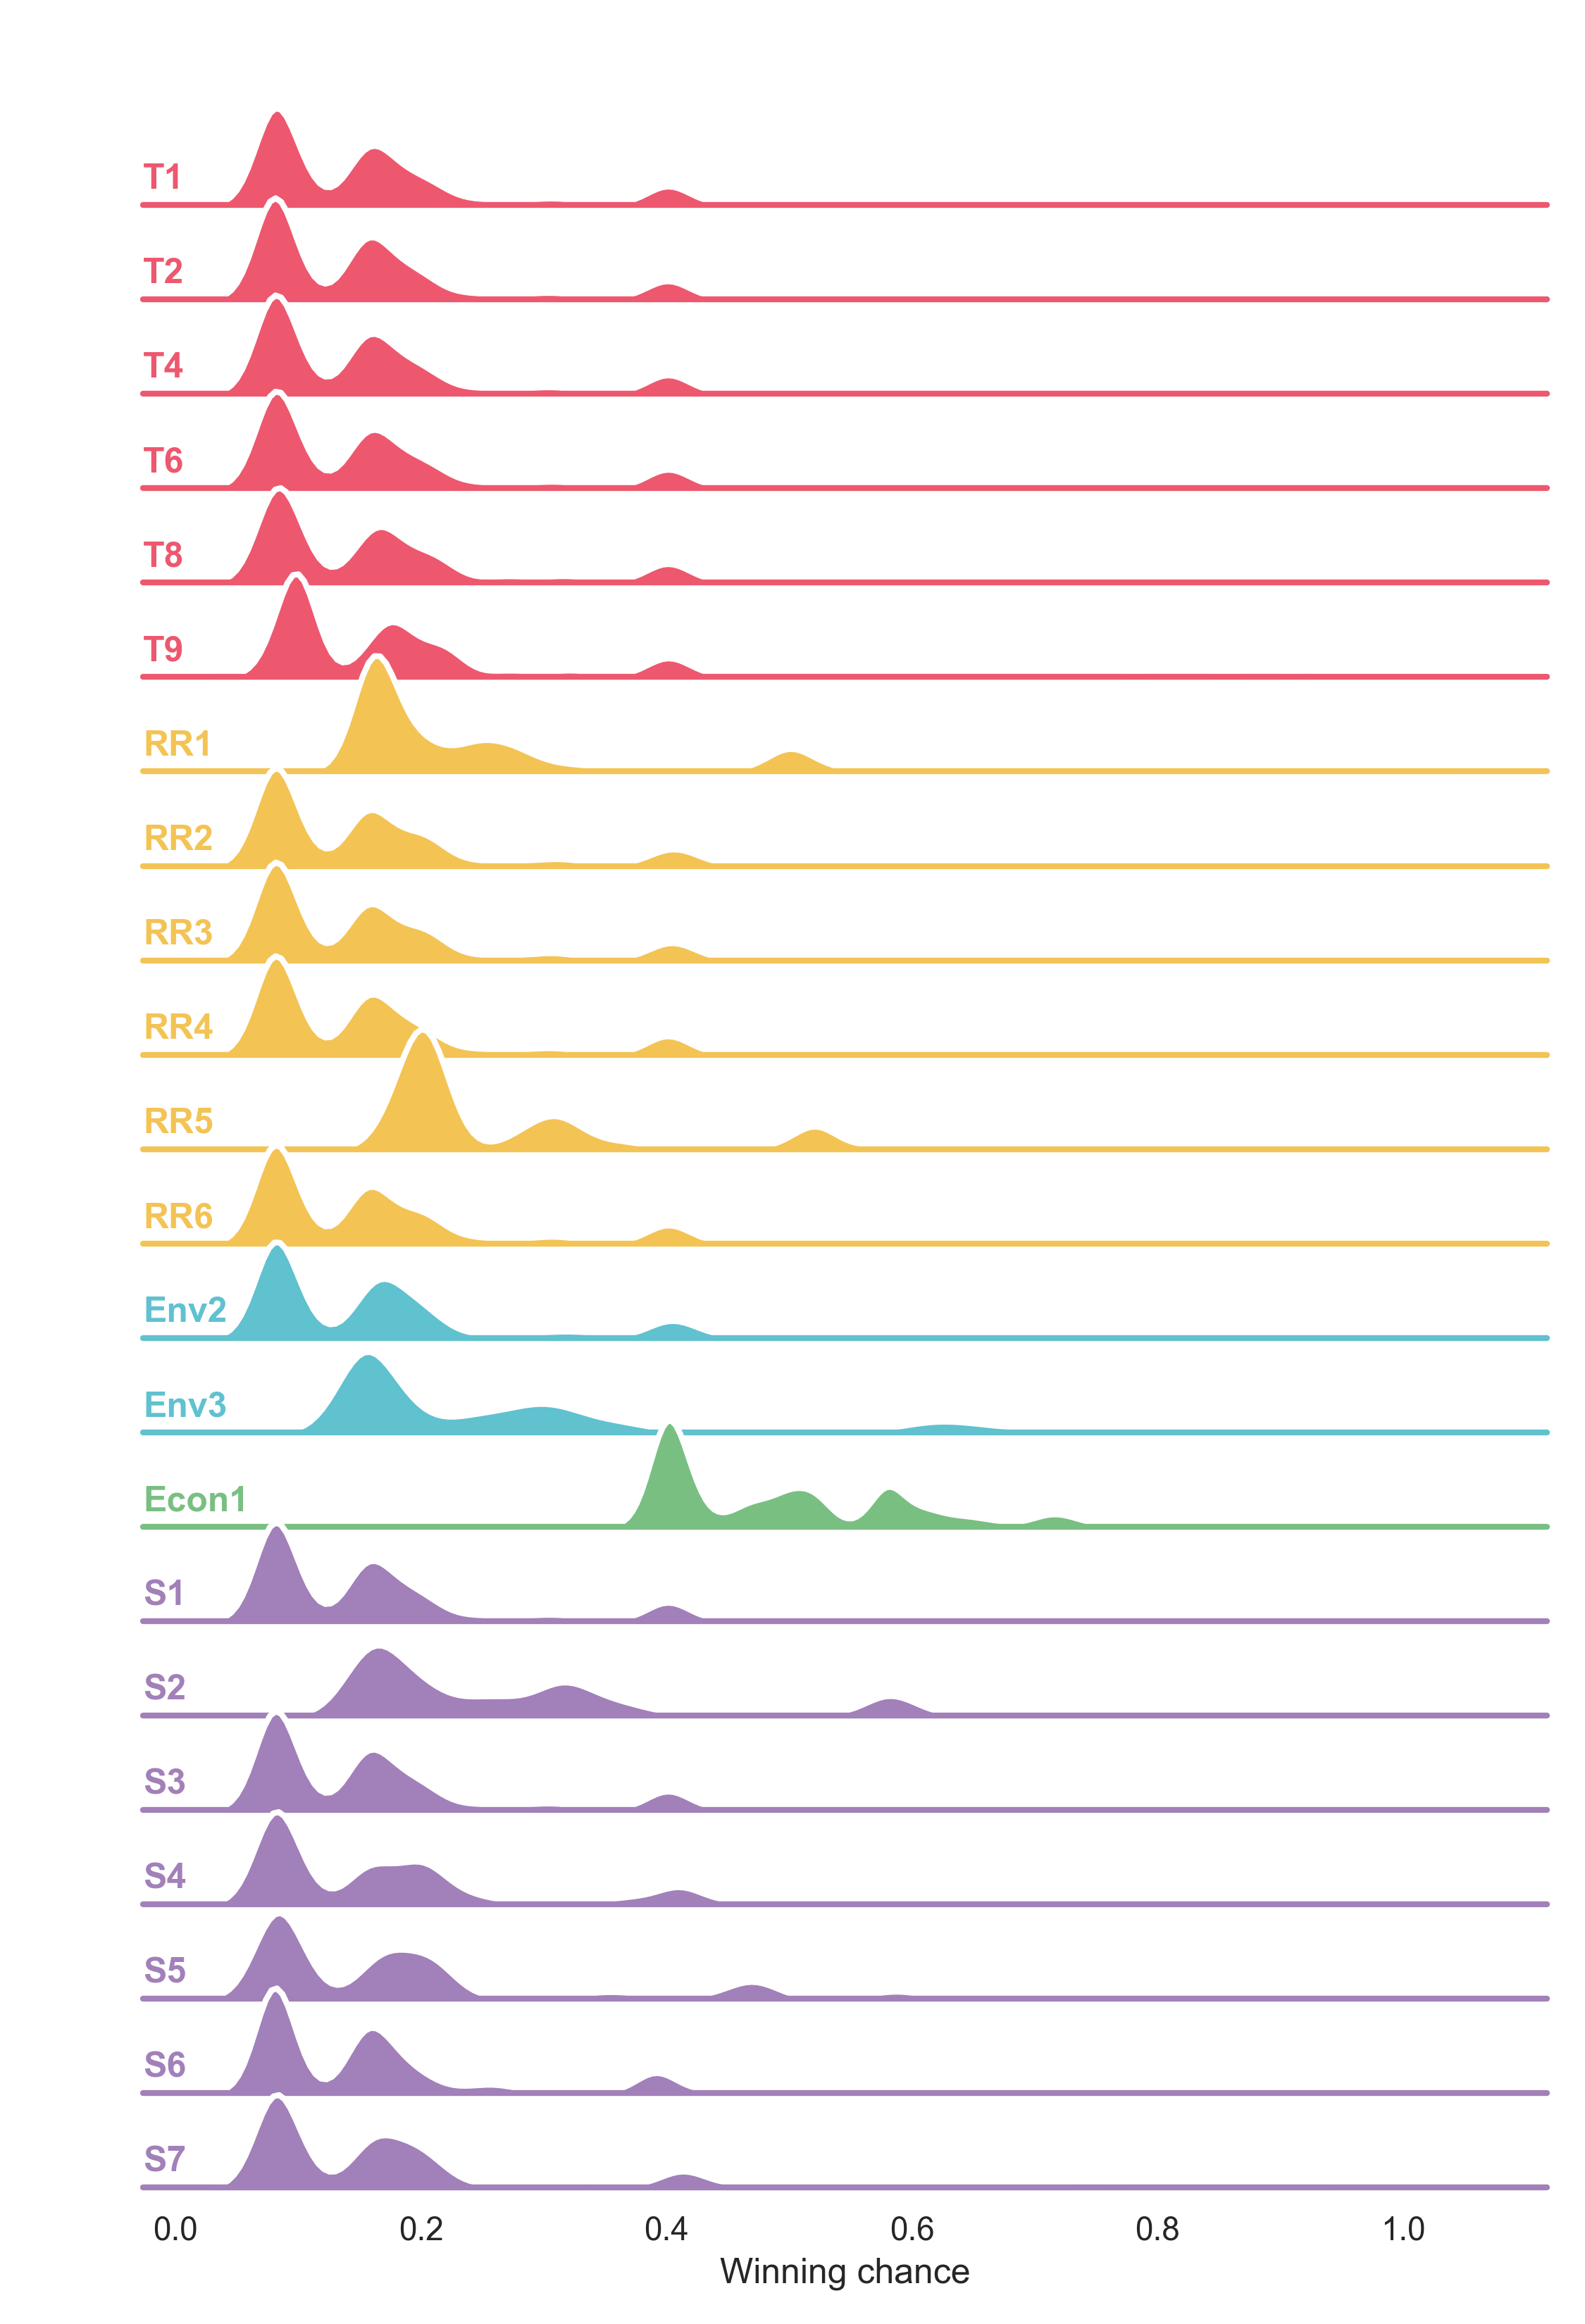 T1
T2
T4
T6
T8
T9
RR1
RR2
RR3
RR4
RR5
RR6
Env2
Env3
Econ1
S1
S2
S3
S4
S5
S6
S7
0.0 0.2 0.4 0.6 0.8 1.0
Winning chance